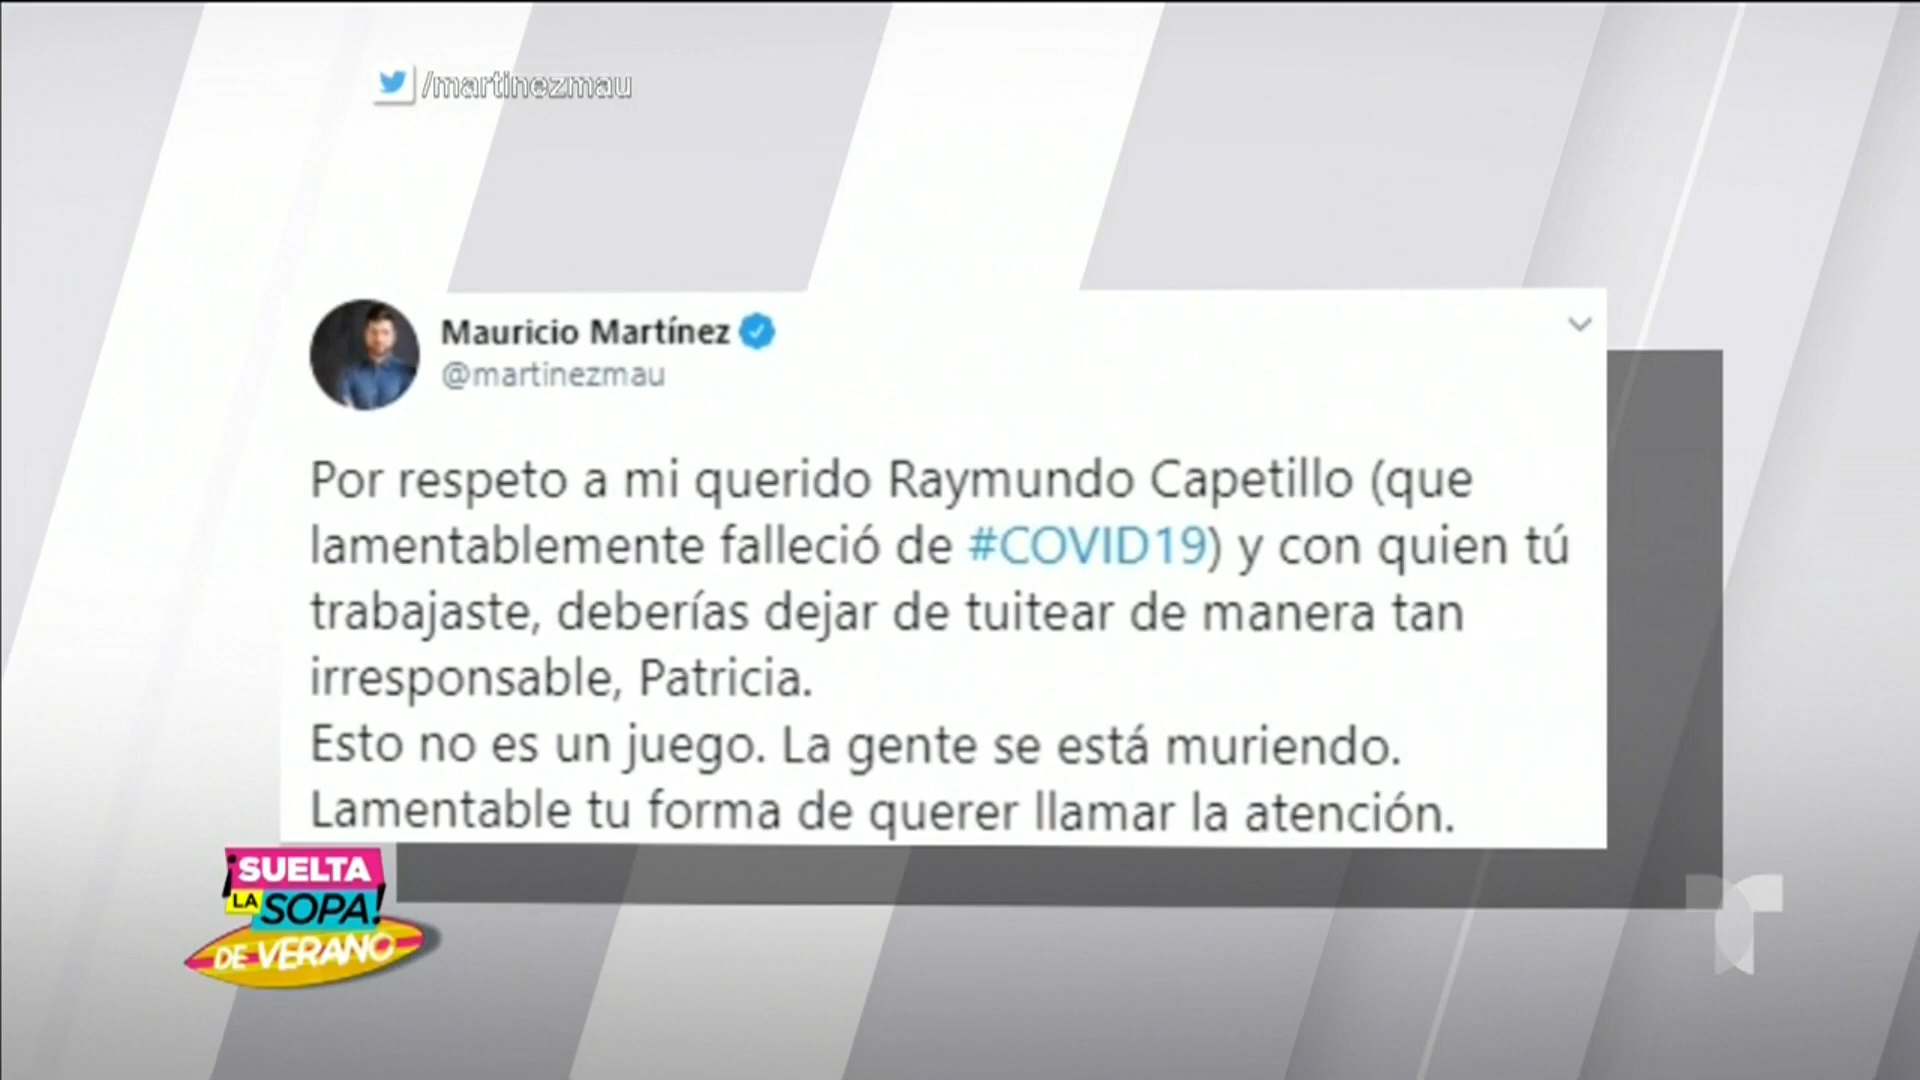 /martinezmau
Mauricio Martínez
@martinezmau
Por respeto a mi querido Raymundo Capetillo (que
lamentablemente falleció de #COVID19) y con quien tú
trabajaste, deberías dejar de tuitear de manera tan
irresponsable, Patricia.
Esto no es un juego. La gente se está muriendo.
Lamentable tu forma de querer llamar la atención.
¡SUELTA
LA SOPA!
DE VERANO